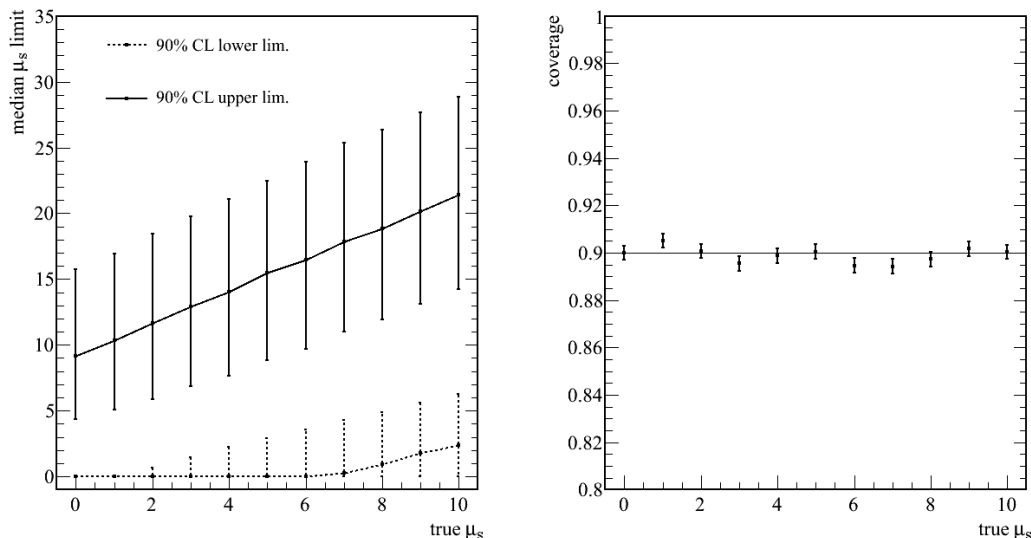 median μs limit
35
30
25
20
15
10
5
0
90% CL lower lim.
90% CL upper lim.
0 2 4 6 8 10
true μs
coverage
1
0.98
0.96
0.94
0.92
0.9
0.88
0.86
0.84
0.82
0.8
0 2 4 6 8 10
true μs